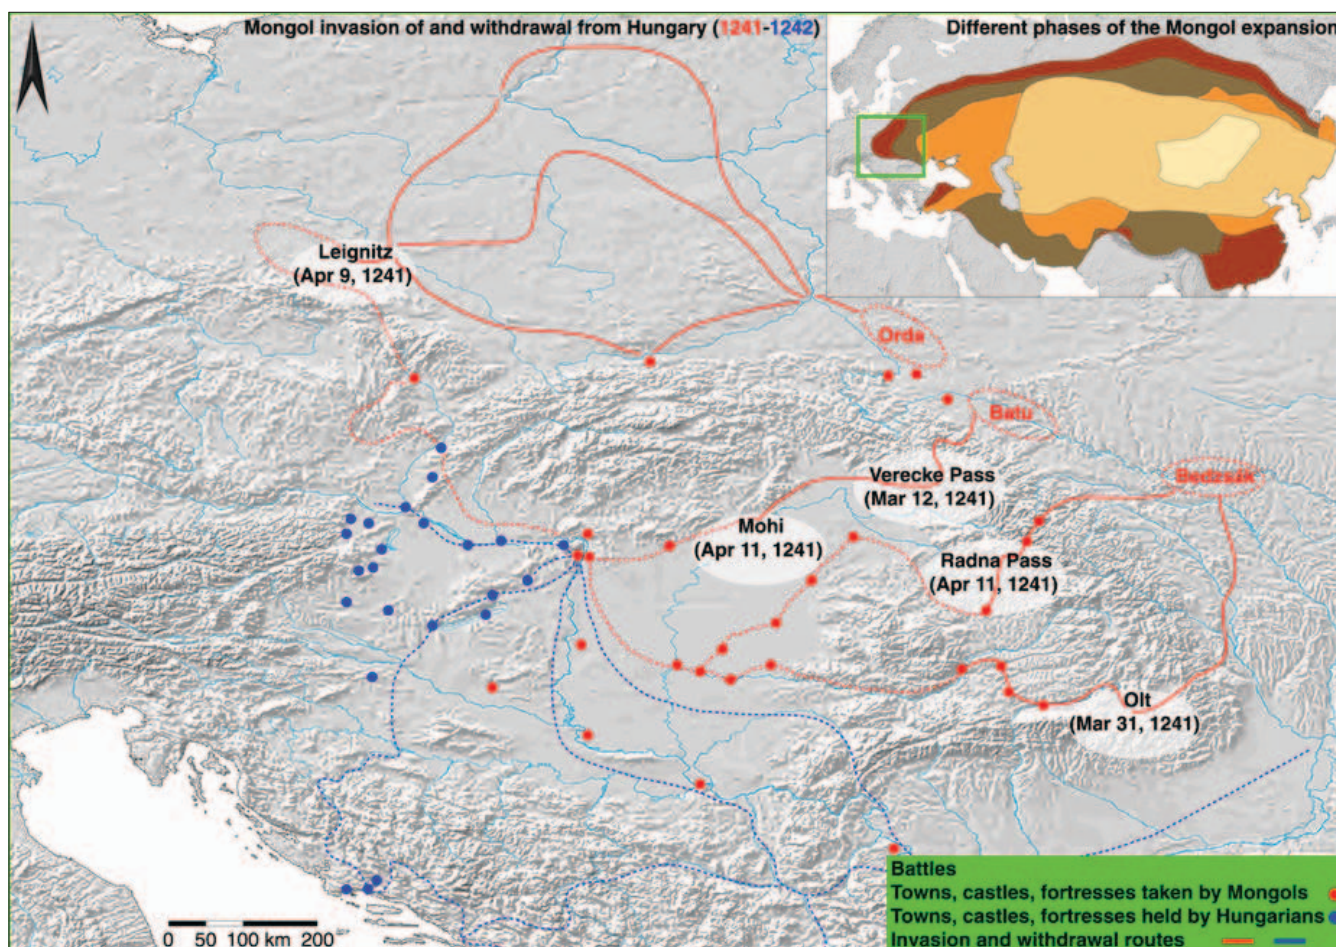 Mongol invasion of and withdrawal from Hungary (1241-1242)
Different phases of the Mongol expansion
Leignitz
(Apr 9, 1241)
Orda
Batu
Verecke Pass
(Mar 12, 1241)
Bedzsák
Mohi
(Apr 11, 1241)
Radna Pass
(Apr 11, 1241)
Olt
(Mar 31, 1241)
0 50 100 km 200
Battles
Towns, castles, fortresses taken by Mongols
Towns, castles, fortresses held by Hungarians
Invasion and withdrawal routes